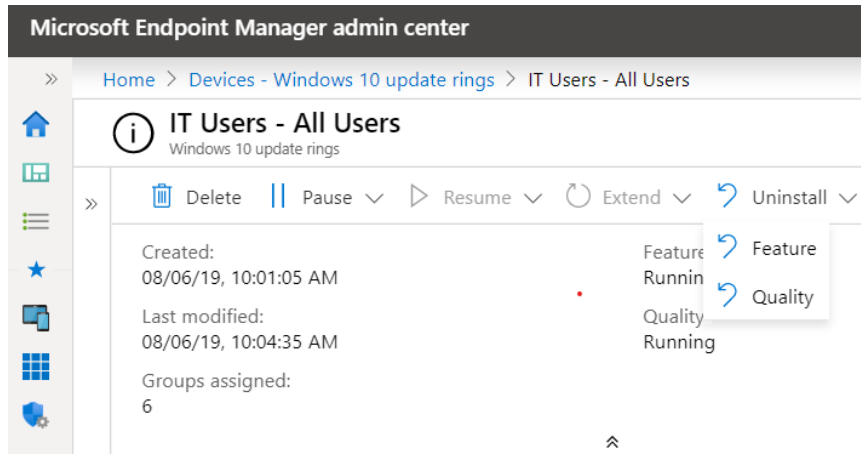 Microsoft Endpoint Manager admin center
Home > Devices - Windows 10 update rings > IT Users - All Users
IT Users - All Users
Windows 10 update rings
Delete Pause Resume Extend Uninstall
Feature
Quality
Created:
08/06/19, 10:01:05 AM
Last modified:
08/06/19, 10:04:35 AM
Groups assigned:
6
Feature
Runnin
Quality
Running